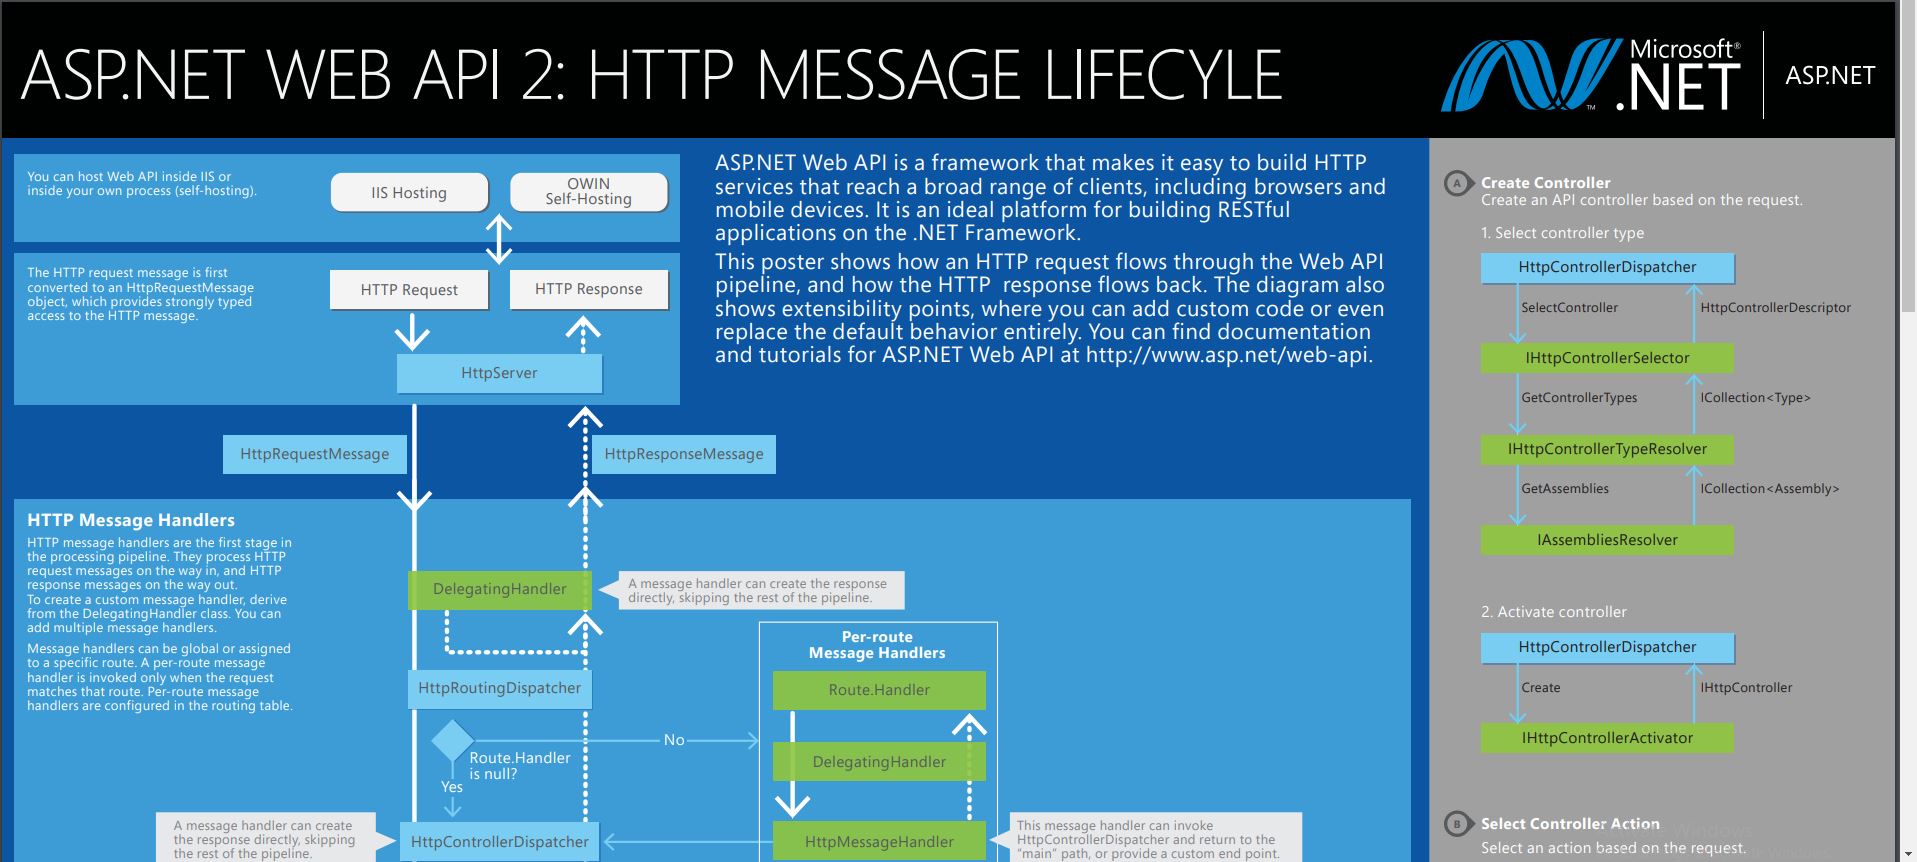 ASP.NET WEB API 2: HTTP MESSAGE LIFECYLE
Microsoft®
.NET
TM
ASP.NET
You can host Web API inside IIS or
inside your own process (self-hosting).
IIS Hosting
OWIN
Self-Hosting
The HTTP request message is first
converted to an HttpRequestMessage
object, which provides strongly typed
access to the HTTP message.
HTTP Request
HTTP Response
HttpServer
ASP.NET Web API is a framework that makes it easy to build HTTP
services that reach a broad range of clients, including browsers and
mobile devices. It is an ideal platform for building RESTful
applications on the .NET Framework.
This poster shows how an HTTP request flows through the Web API
pipeline, and how the HTTP response flows back. The diagram also
shows extensibility points, where you can add custom code or even
replace the default behavior entirely. You can find documentation
and tutorials for ASP.NET Web API at http://www.asp.net/web-api.
HttpRequestMessage
HttpResponseMessage
HTTP Message Handlers
HTTP message handlers are the first stage in
the processing pipeline. They process HTTP
request messages on the way in, and HTTP
response messages on the way out.
To create a custom message handler, derive
from the DelegatingHandler class. You can
add multiple message handlers.
Message handlers can be global or assigned
to a specific route. A per-route message
handler is invoked only when the request
matches that route. Per-route message
handlers are configured in the routing table.
DelegatingHandler
A message handler can create the response
directly, skipping the rest of the pipeline.
HttpRoutingDispatcher
Route.Handler
is null?
No
Yes
Per-route
Message Handlers
Route.Handler
DelegatingHandler
HttpMessageHandler
A message handler can create
the response directly, skipping
the rest of the pipeline.
HttpControllerDispatcher
This message handler can invoke
HttpControllerDispatcher and return to the
“main” path, or provide a custom end point.
A
Create Controller
Create an API controller based on the request.
1. Select controller type
HttpControllerDispatcher
SelectController
HttpControllerDescriptor
IHttpControllerSelector
GetControllerTypes
ICollection<Type>
IHttpControllerTypeResolver
GetAssemblies
ICollection<Assembly>
IAssembliesResolver
2. Activate controller
HttpControllerDispatcher
Create
IHttpController
IHttpControllerActivator
B
Select Controller Action
Select an action based on the request.
Activate Windows